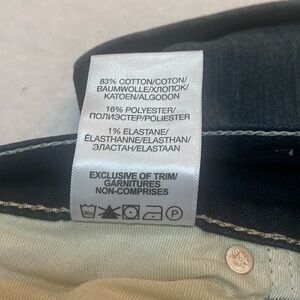 83% COTTON/COTON/
BAUMWOLLE/ХЛОПОК/
KATOEN/ALGODON
16% POLYESTER/
ПОЛИЭСТЕР/POLIESTER
1% ELASTANE/
ÉLASTHANNE/ELASTHAN/
ЭЛАСТАН/ELASTAAN
EXCLUSIVE OF TRIM/
GARNITURES
NON-COMPRISES
30c
P